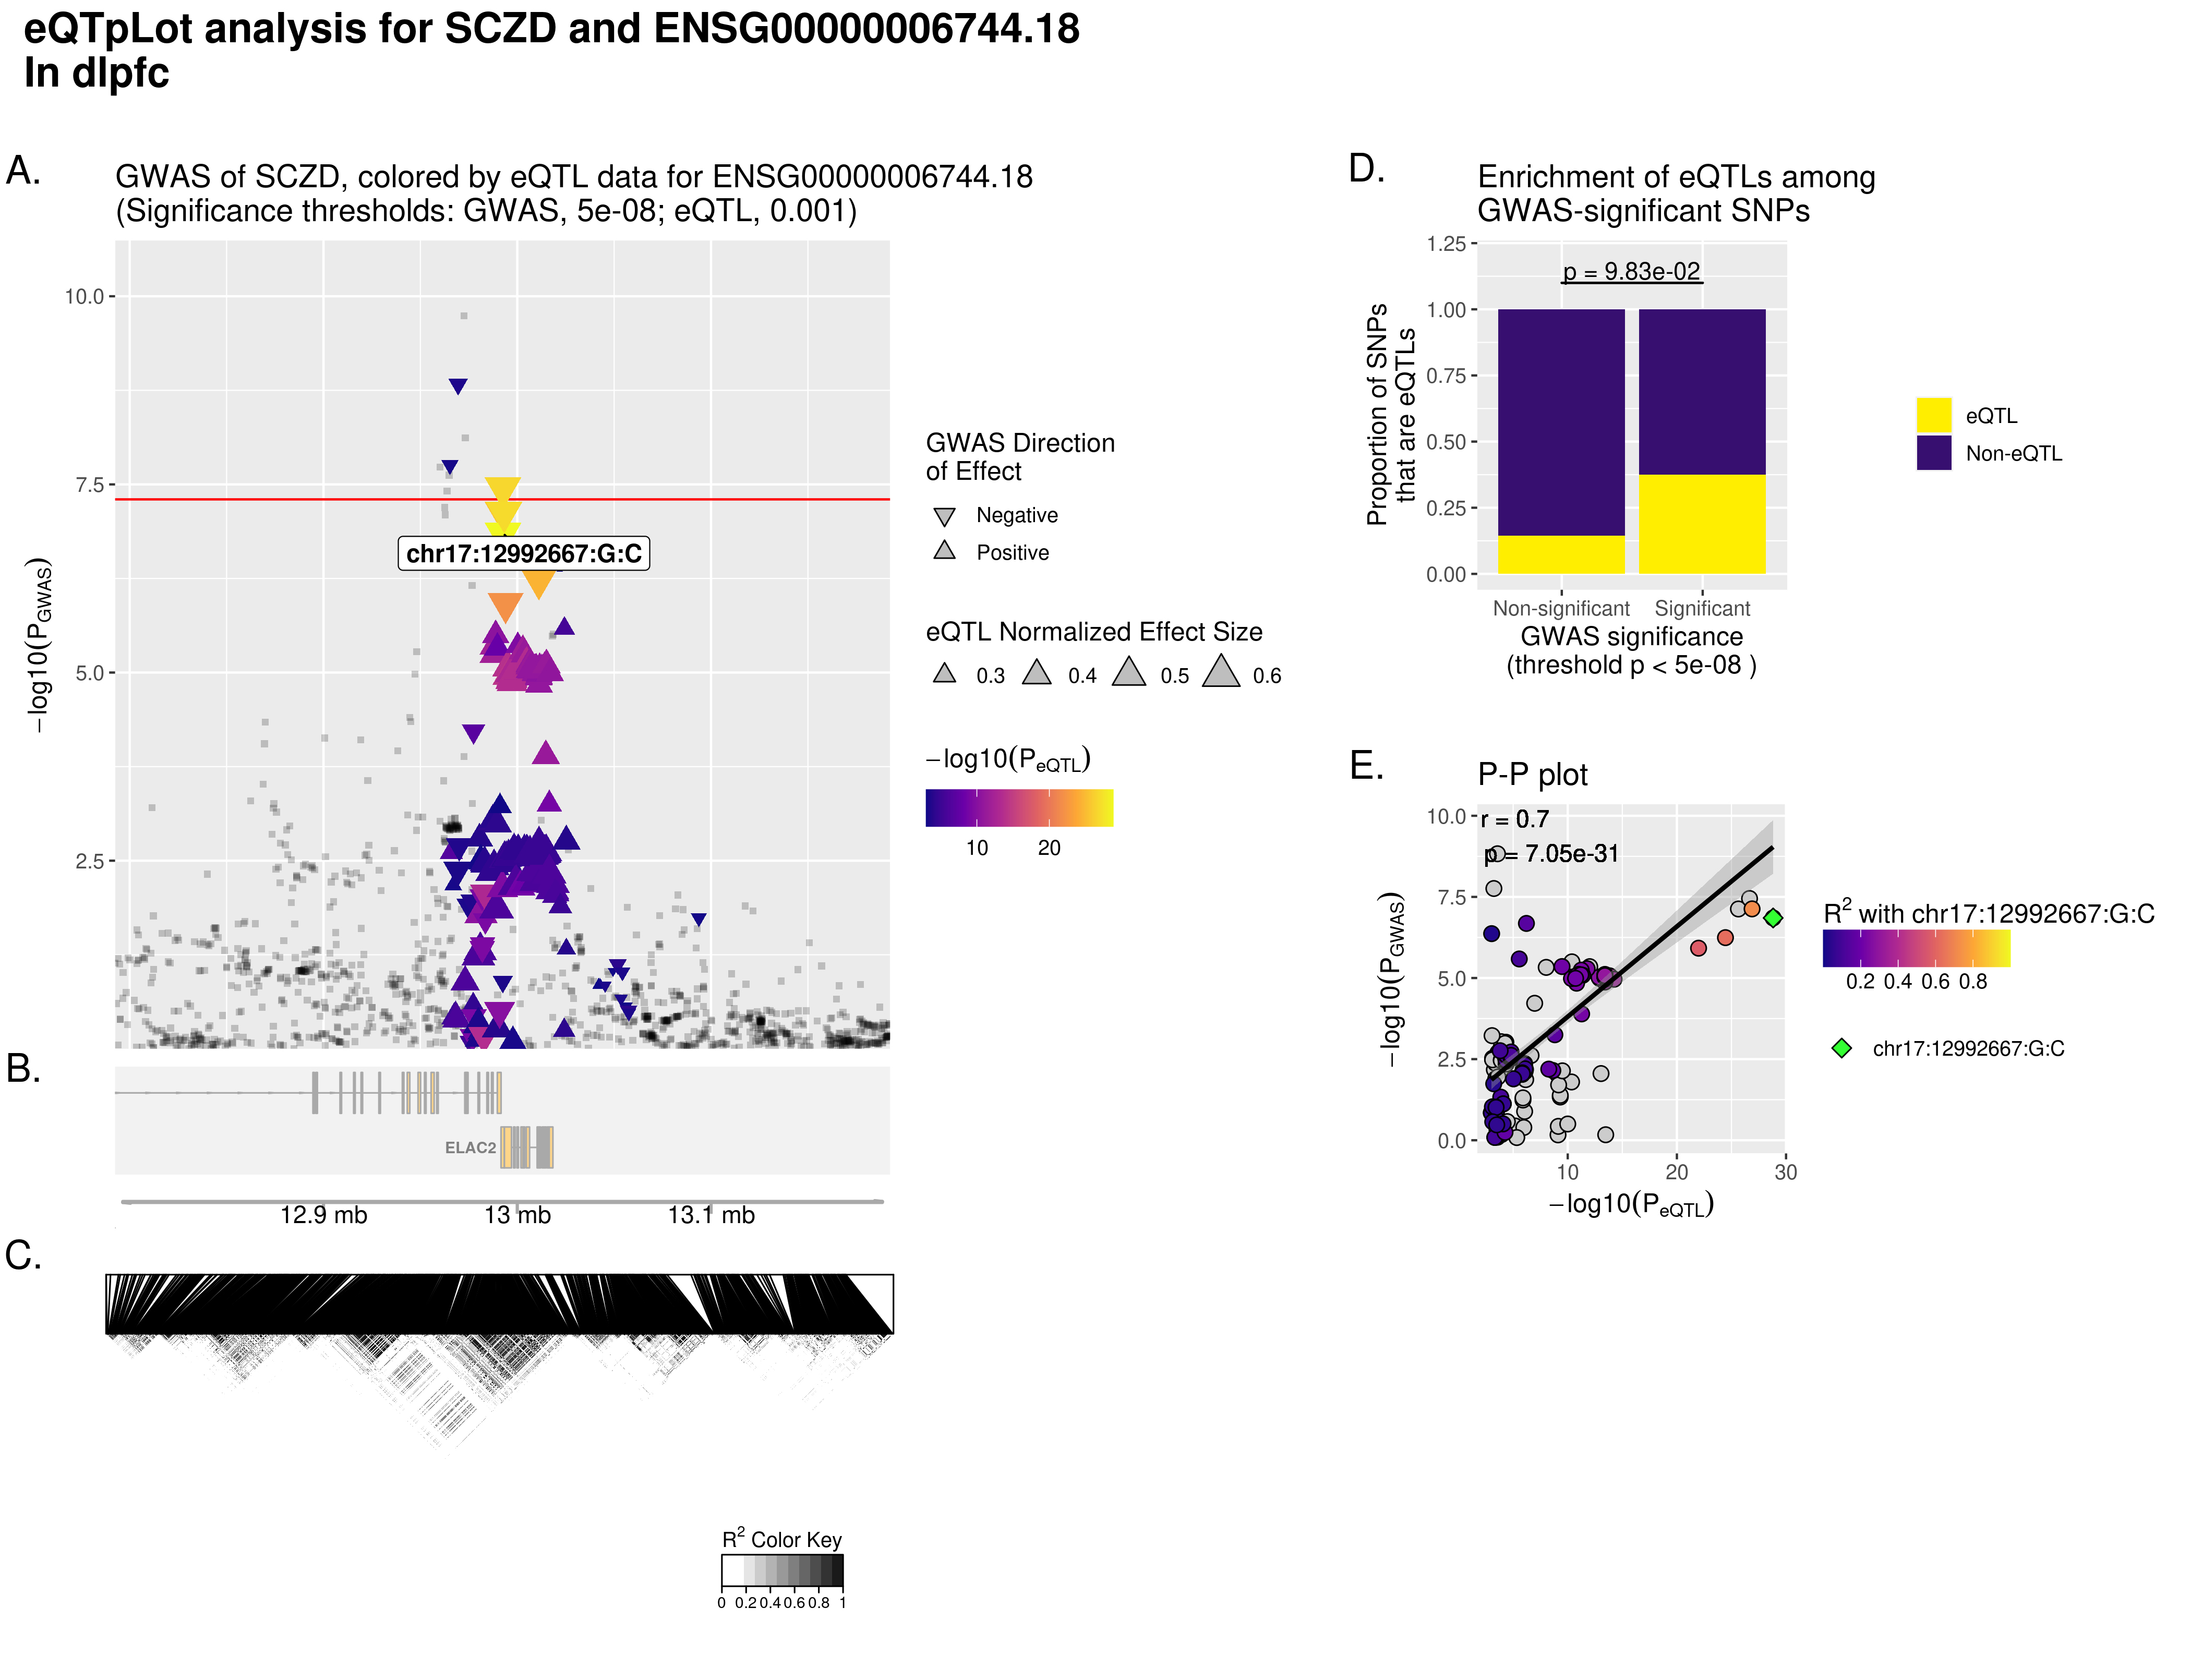 eQTpLot analysis for SCZD and ENSG00000006744.18
In dlpfc
A.
GWAS of SCZD, colored by eQTL data for ENSG00000006744.18
(Significance thresholds: GWAS, 5e-08; eQTL, 0.001)
−log10(PGWAS)
10.0
7.5
5.0
2.5
chr17:12992667:G:C
GWAS Direction
of Effect
Negative
Positive
eQTL Normalized Effect Size
0.3 0.4 0.5 0.6
−log10(PeQTL)
10 20
B.
ELAC2
12.9 mb 13 mb 13.1 mb
C.
R2 Color Key
0 0.2 0.4 0.6 0.8 1
D.
Enrichment of eQTLs among
GWAS-significant SNPs
Proportion of SNPs
that are eQTLs
1.25
1.00
0.75
0.50
0.25
0.00
p = 9.83e-02
Non-significant Significant
GWAS significance
(threshold p < 5e-08 )
eQTL
Non-eQTL
E.
P-P plot
−log10(PGWAS)
10.0
7.5
5.0
2.5
0.0
r = 0.7
p = 7.05e-31
10 20 30
−log10(PeQTL)
R2 with chr17:12992667:G:C
0.2 0.4 0.6 0.8
chr17:12992667:G:C